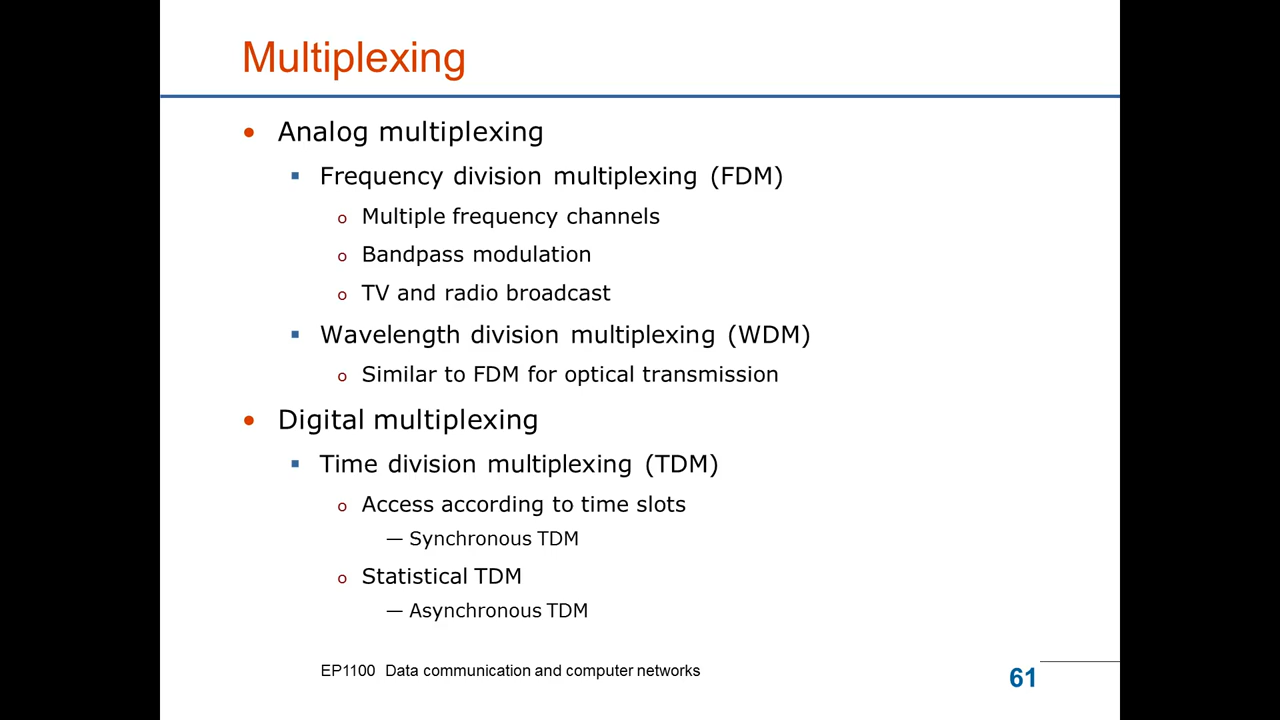 Multiplexing
• Analog multiplexing
▪ Frequency division multiplexing (FDM)
o Multiple frequency channels
o Bandpass modulation
o TV and radio broadcast
▪ Wavelength division multiplexing (WDM)
o Similar to FDM for optical transmission
• Digital multiplexing
▪ Time division multiplexing (TDM)
o Access according to time slots
— Synchronous TDM
o Statistical TDM
— Asynchronous TDM
EP1100 Data communication and computer networks
61